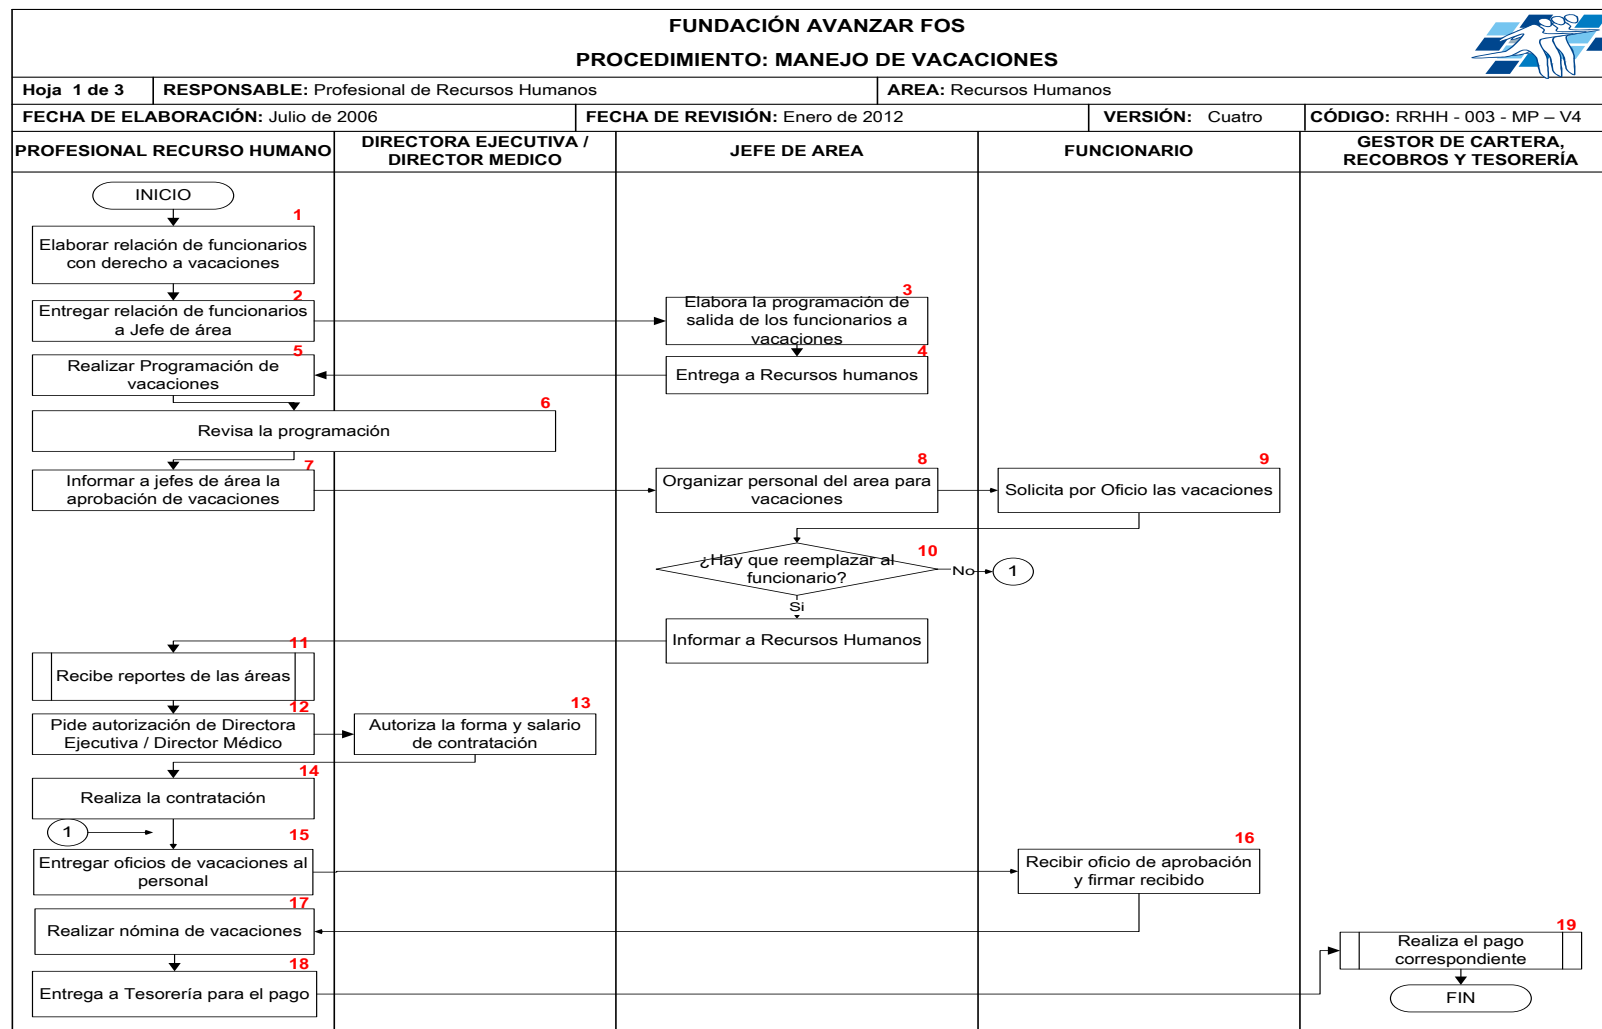 FUNDACIÓN AVANZAR FOS
PROCEDIMIENTO: MANEJO DE VACACIONES
Hoja 1 de 3
RESPONSABLE: Profesional de Recursos Humanos
AREA: Recursos Humanos
FECHA DE ELABORACIÓN: Julio de 2006
FECHA DE REVISIÓN: Enero de 2012
VERSIÓN: Cuatro
CÓDIGO: RRHH - 003 - MP – V4
PROFESIONAL RECURSO HUMANO
DIRECTORA EJECUTIVA /
DIRECTOR MEDICO
JEFE DE AREA
FUNCIONARIO
GESTOR DE CARTERA,
RECOBROS Y TESORERÍA
INICIO
1
Elaborar relación de funcionarios
con derecho a vacaciones
2
Entregar relación de funcionarios
a Jefe de área
3
Elabora la programación de
salida de los funcionarios a
vacaciones
4
Entrega a Recursos humanos
5
Realizar Programación de
vacaciones
6
Revisa la programación
7
Informar a jefes de área la
aprobación de vacaciones
8
Organizar personal del area para
vacaciones
9
Solicita por Oficio las vacaciones
10
¿Hay que reemplazar al
funcionario?
No
1
Si
Informar a Recursos Humanos
11
Recibe reportes de las áreas
12
Pide autorización de Directora
Ejecutiva / Director Médico
13
Autoriza la forma y salario
de contratación
14
Realiza la contratación
1
15
Entregar oficios de vacaciones al
personal
16
Recibir oficio de aprobación
y firmar recibido
17
Realizar nómina de vacaciones
18
Entrega a Tesorería para el pago
19
Realiza el pago
correspondiente
FIN